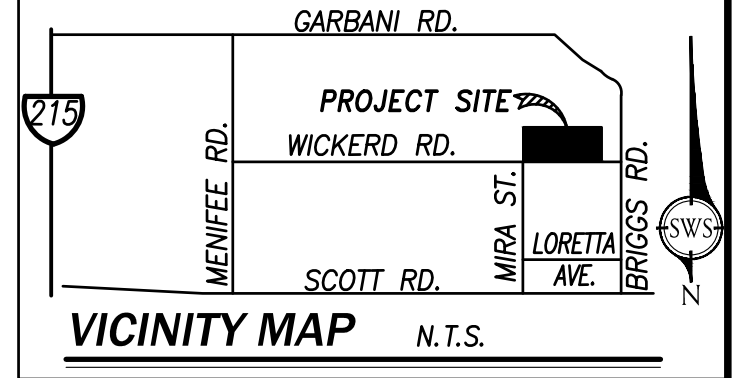 GARBANI RD.
215
PROJECT SITE
WICKERD RD.
MENIFEE RD.
MIRA ST.
LORETTA
AVE.
BRIGGS RD.
SWS
N
SCOTT RD.
VICINITY MAP N.T.S.